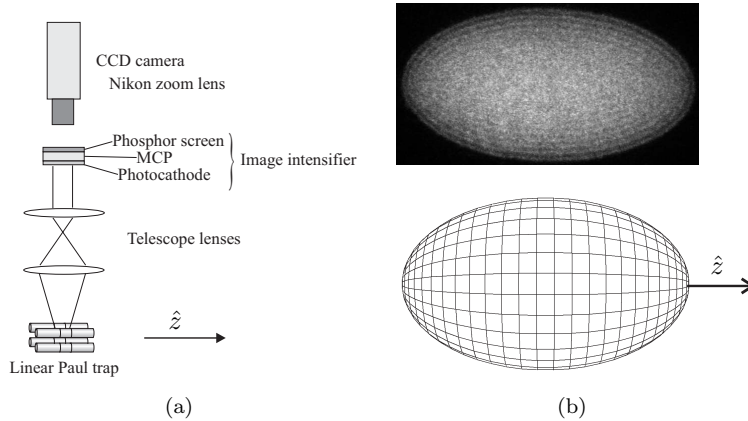 CCD camera
Nikon zoom lens
Phosphor screen
MCP
Photocathode
Image intensifier
Telescope lenses
ẑ
Linear Paul trap
(a)
ẑ
(b)